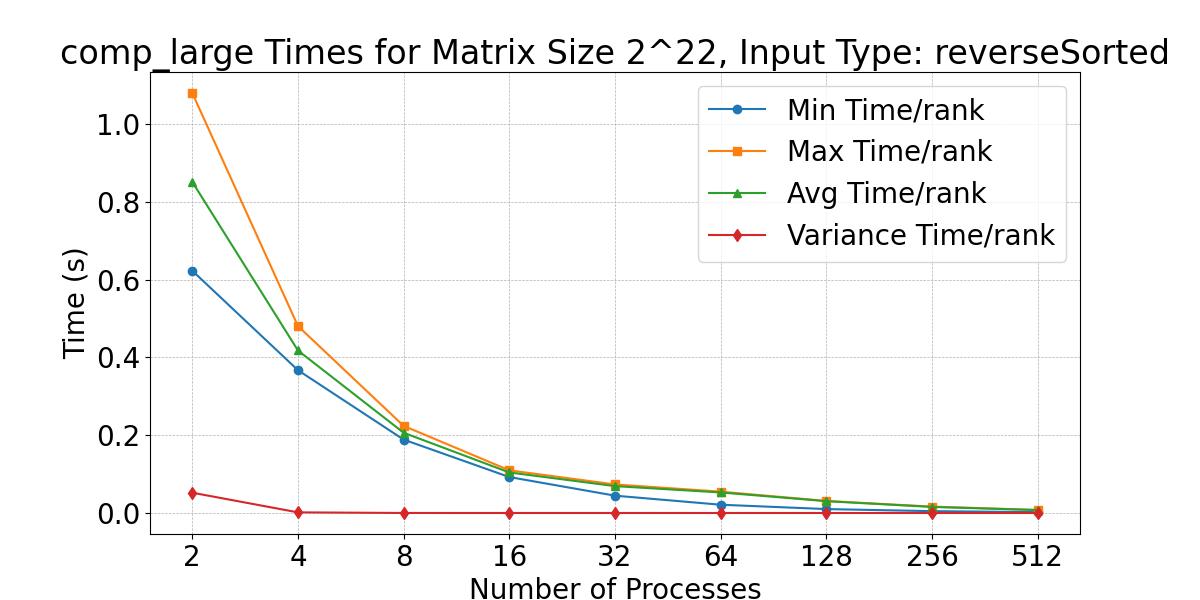 comp_large Times for Matrix Size 2^22, Input Type: reverseSorted
Min Time/rank
Max Time/rank
Avg Time/rank
Variance Time/rank
Time (s)
1.0
0.8
0.6
0.4
0.2
0.0
2 4 8 16 32 64 128 256 512
Number of Processes